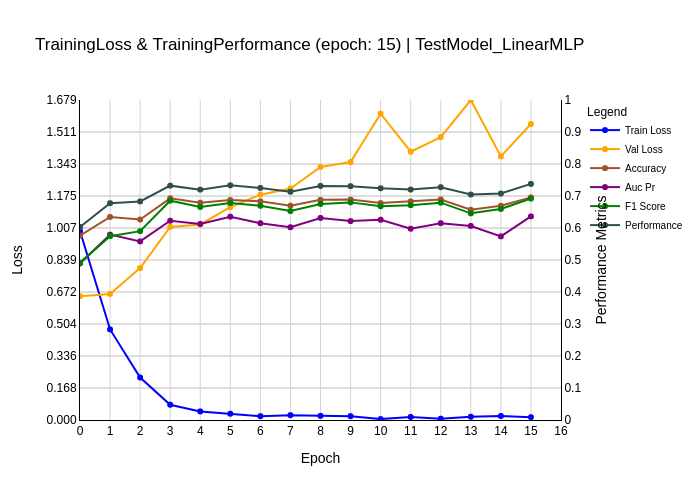 TrainingLoss & TrainingPerformance (epoch: 15) | TestModel_LinearMLP
1.679
1.511
1.343
1.175
1.007
0.839
0.672
0.504
0.336
0.168
0.000
Loss
0 1 2 3 4 5 6 7 8 9 10 11 12 13 14 15 16
Epoch
1
0.9
0.8
0.7
0.6
0.5
0.4
0.3
0.2
0.1
0
Performance Metrics
Legend
Train Loss
Val Loss
Accuracy
Auc Pr
F1 Score
Performance